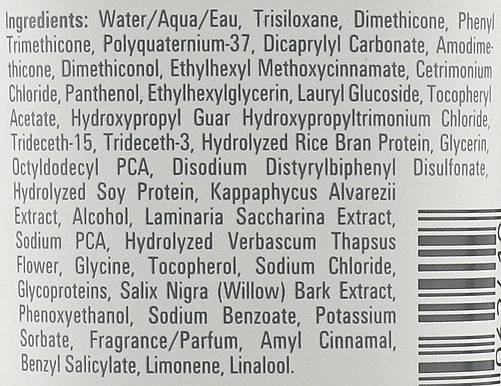 Ingredients: Water/Aqua/Eau, Trisiloxane, Dimethicone, Phenyl
Trimethicone, Polyquaternium-37, Dicaprylyl Carbonate, Amodime-
thicone, Dimethiconol, Ethylhexyl Methoxycinnamate, Cetrimonium
Chloride, Panthenol, Ethylhexylglycerin, Lauryl Glucoside, Tocopheryl
Acetate, Hydroxypropyl Guar Hydroxypropyltrimonium Chloride,
Trideceth-15, Trideceth-3, Hydrolyzed Rice Bran Protein, Glycerin,
Octyldodecyl PCA, Disodium Distyrylbiphenyl Disulfonate,
Hydrolyzed Soy Protein, Kappaphycus Alvarezii
Extract, Alcohol, Laminaria Saccharina Extract,
Sodium PCA, Hydrolyzed Verbascum Thapsus
Flower, Glycine, Tocopherol, Sodium Chloride,
Glycoproteins, Salix Nigra (Willow) Bark Extract,
Phenoxyethanol, Sodium Benzoate, Potassium
Sorbate, Fragrance/Parfum, Amyl Cinnamal,
Benzyl Salicylate, Limonene, Linalool.